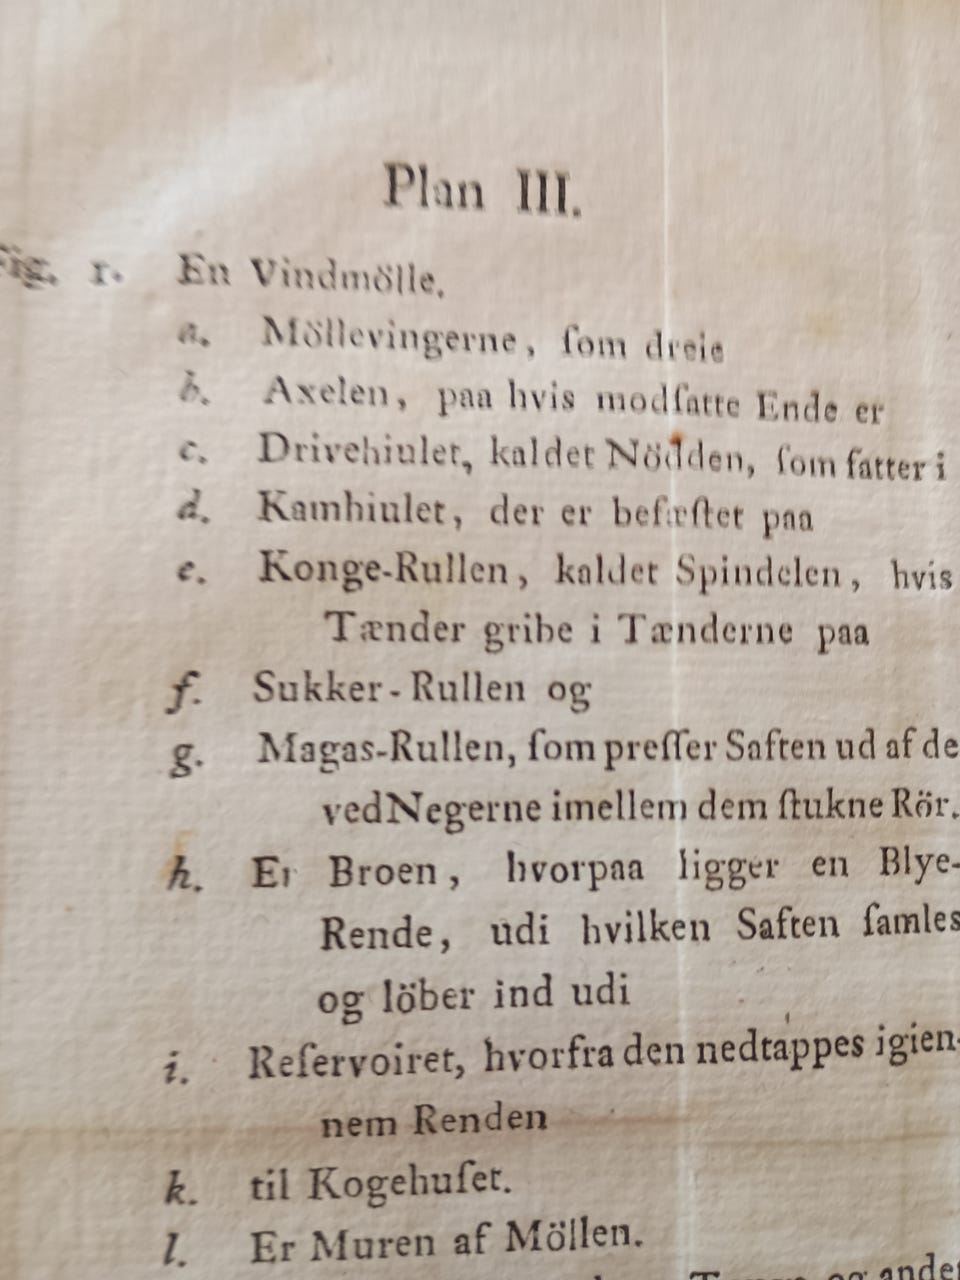 Plan III.
Fig. 1. En Vindmölle.
a. Möllevingerne, ſom dreie
b. Axelen, paa hvis modſatte Ende er
c. Drivehiulet, kaldet Nödden, ſom fatter i
d. Kamhiulet, der er befæſtet paa
e. Konge-Rullen, kaldet Spindelen, hvis
Tænder gribe i Tænderne paa
f. Sukker-Rullen og
g. Magas-Rullen, ſom preſſer Saften ud af de
ved Negerne imellem dem ſtukne Rör.
h. Er Broen, hvorpaa ligger en Blye-
Rende, udi hvilken Saften ſamles
og löber ind udi
i. Reſervoiret, hvorfra den nedtappes igien-
nem Renden
k. til Kogehuſet.
l. Er Muren af Möllen.
og ande